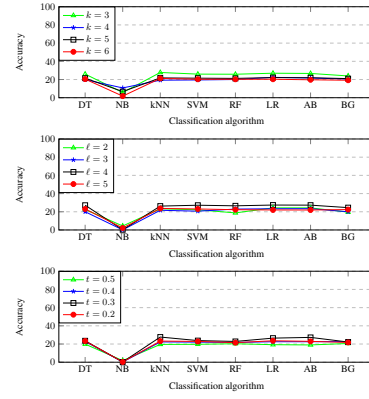 100
80
60
40
20
0
Accuracy
k = 3
k = 4
k = 5
k = 6
DT NB kNN SVM RF LR AB BG
Classification algorithm
100
80
60
40
20
0
Accuracy
ℓ = 2
ℓ = 3
ℓ = 4
ℓ = 5
DT NB kNN SVM RF LR AB BG
Classification algorithm
100
80
60
40
20
0
Accuracy
t = 0.5
t = 0.4
t = 0.3
t = 0.2
DT NB kNN SVM RF LR AB BG
Classification algorithm